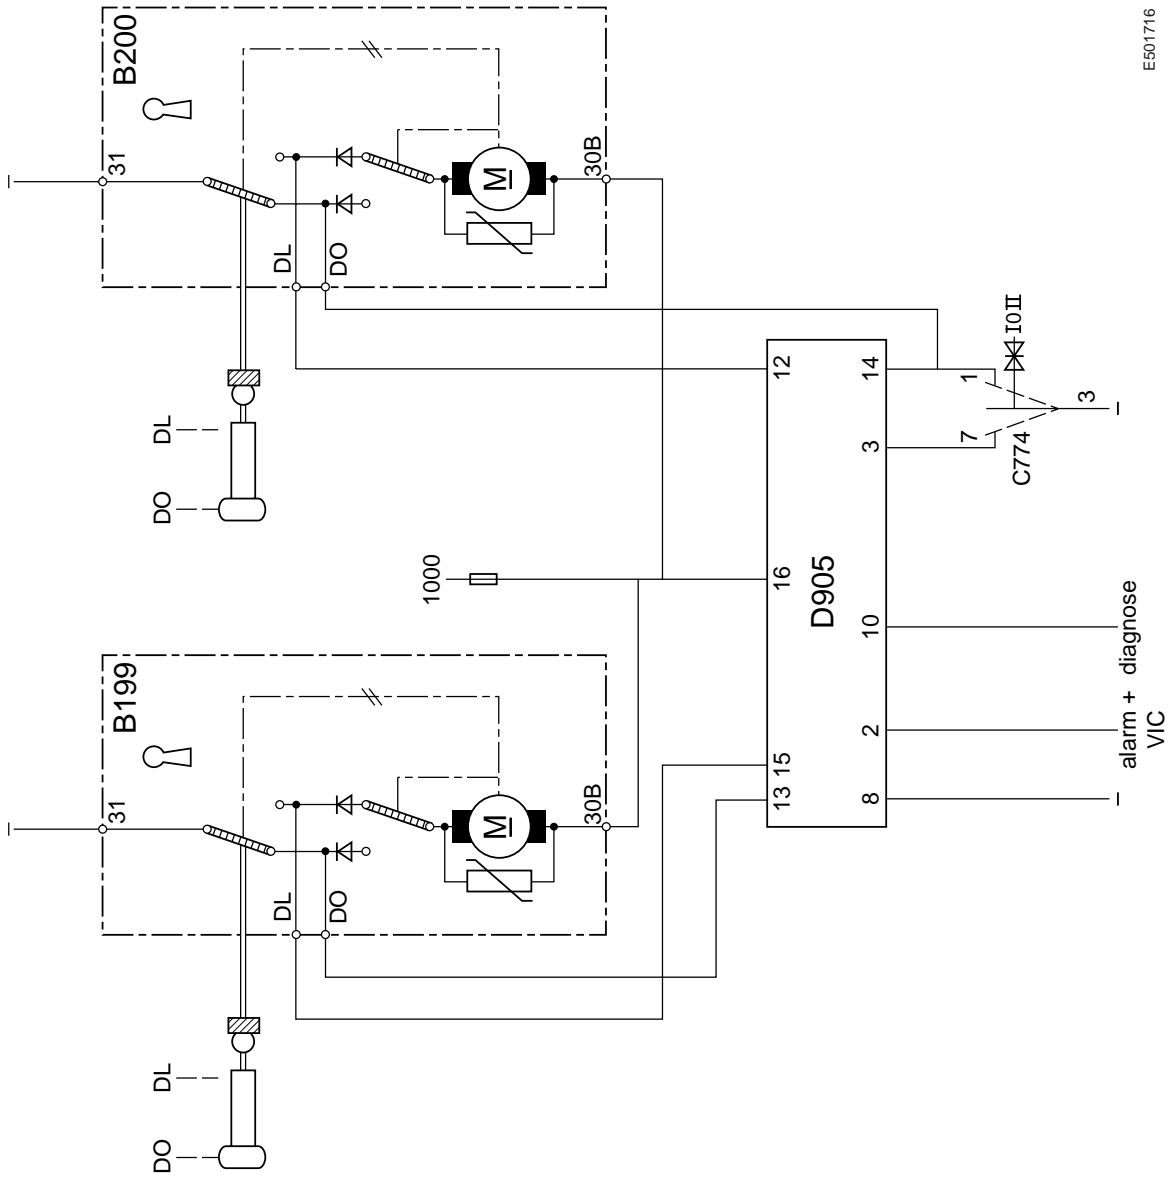 E501716
B200
31
DL
DO
M
30B
DL
DO
12
14
1
I0II
3
7
C774
3
1000
16
D905
10
B199
31
DL
DO
M
30B
DL
DO
15
13
2
8
alarm + diagnose
VIC